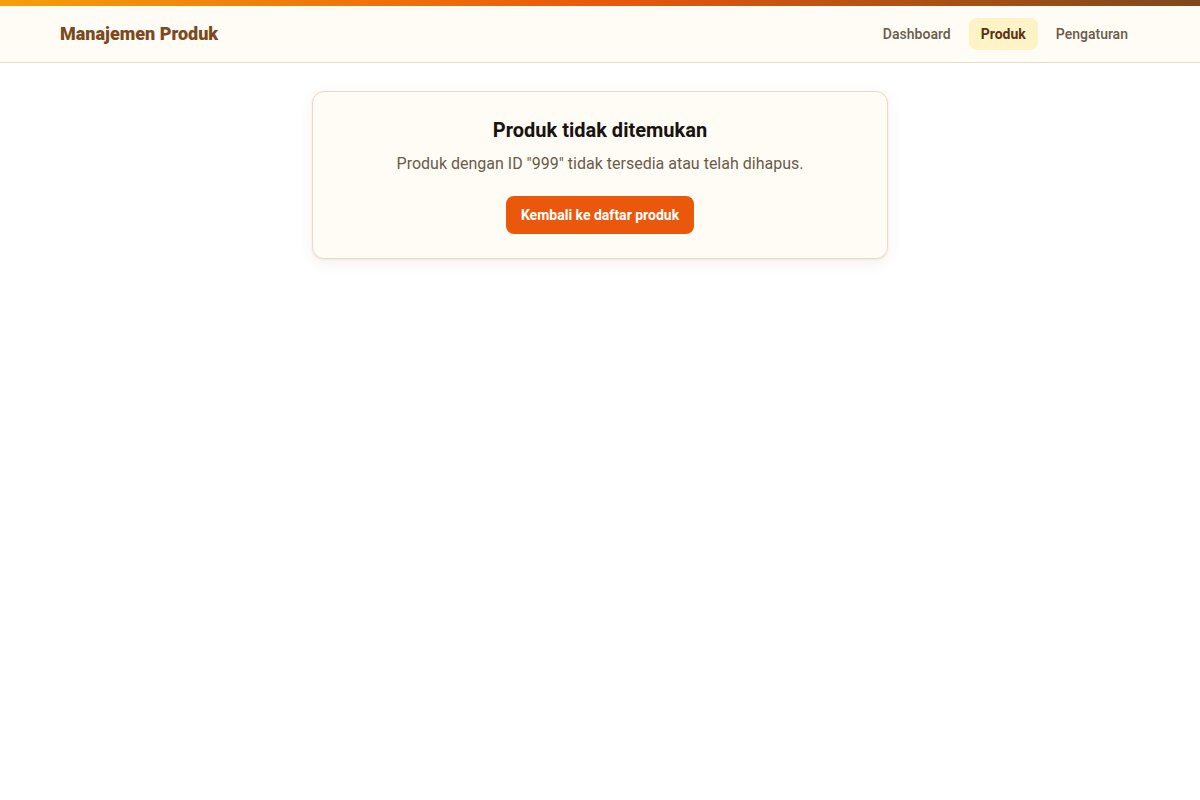 Manajemen Produk
Dashboard
Produk
Pengaturan
Produk tidak ditemukan
Produk dengan ID "999" tidak tersedia atau telah dihapus.
Kembali ke daftar produk